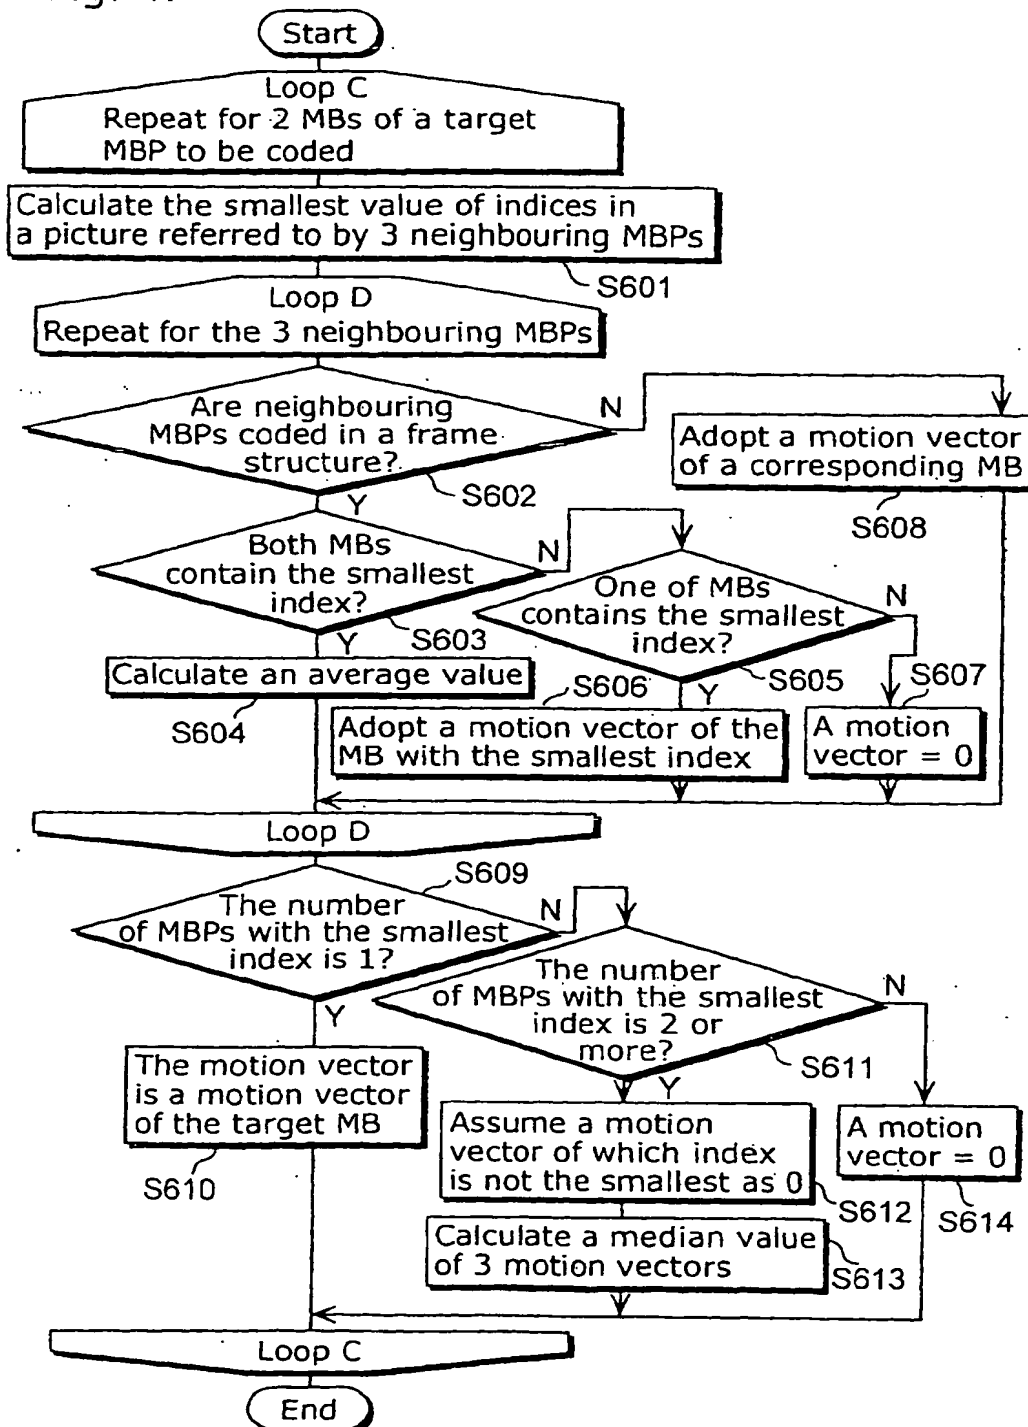 Start
Loop C
Repeat for 2 MBs of a target
MBP to be coded
Calculate the smallest value of indices in
a picture referred to by 3 neighbouring MBPs
S601
Loop D
Repeat for the 3 neighbouring MBPs
Are neighbouring
MBPs coded in a frame
structure?
N
Y
S602
Adopt a motion vector
of a corresponding MB
S608
Both MBs
contain the smallest
index?
N
Y
S603
One of MBs
contains the smallest
index?
N
Y
S605
Calculate an average value
S604
S606
Adopt a motion vector of the
MB with the smallest index
S607
A motion
vector = 0
Loop D
S609
The number
of MBPs with the smallest
index is 1?
N
Y
The number
of MBPs with the smallest
index is 2 or
more?
N
Y
S611
The motion vector
is a motion vector
of the target MB
S610
Assume a motion
vector of which index
is not the smallest as 0
S612
A motion
vector = 0
S614
Calculate a median value
of 3 motion vectors
S613
Loop C
End